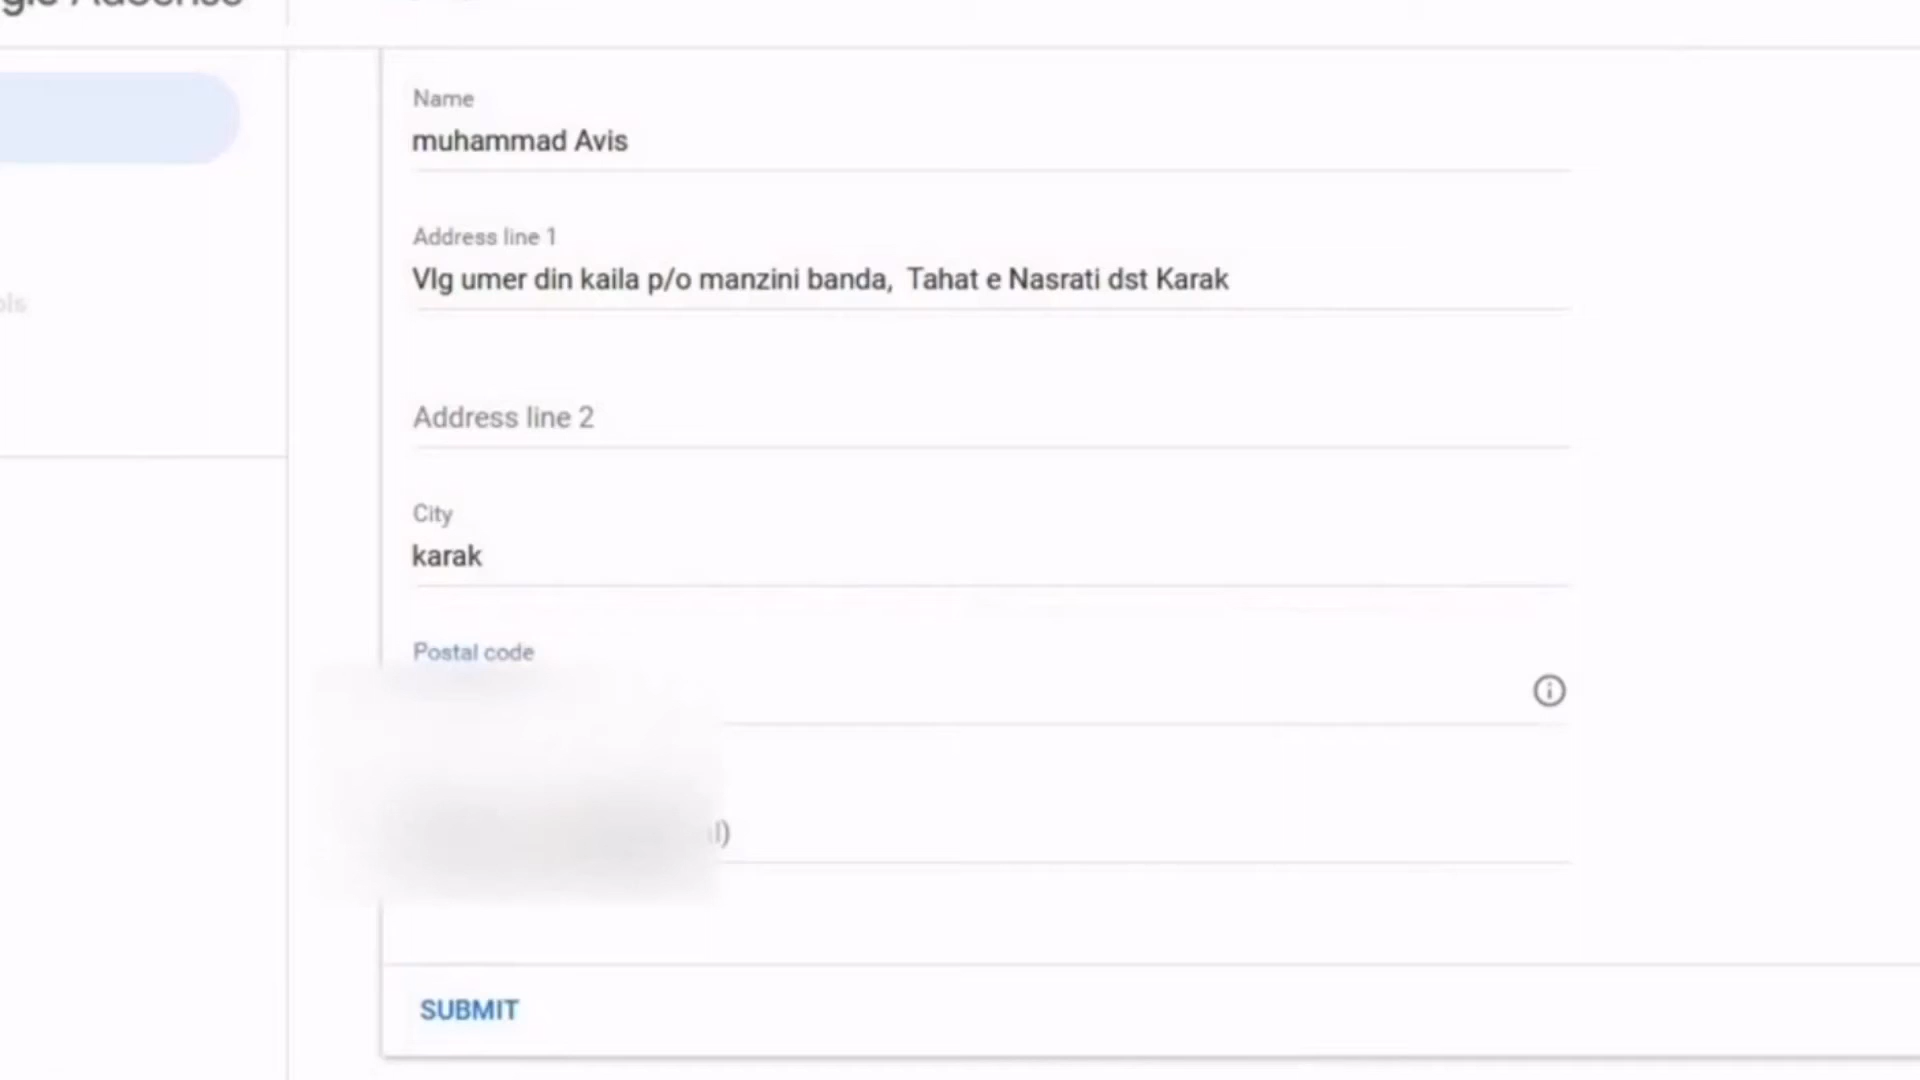 Name
muhammad Avis
Address line 1
Vlg umer din kaila p/o manzini banda, Tahat e Nasrati dst Karak
Address line 2
City
karak
Postal code
SUBMIT